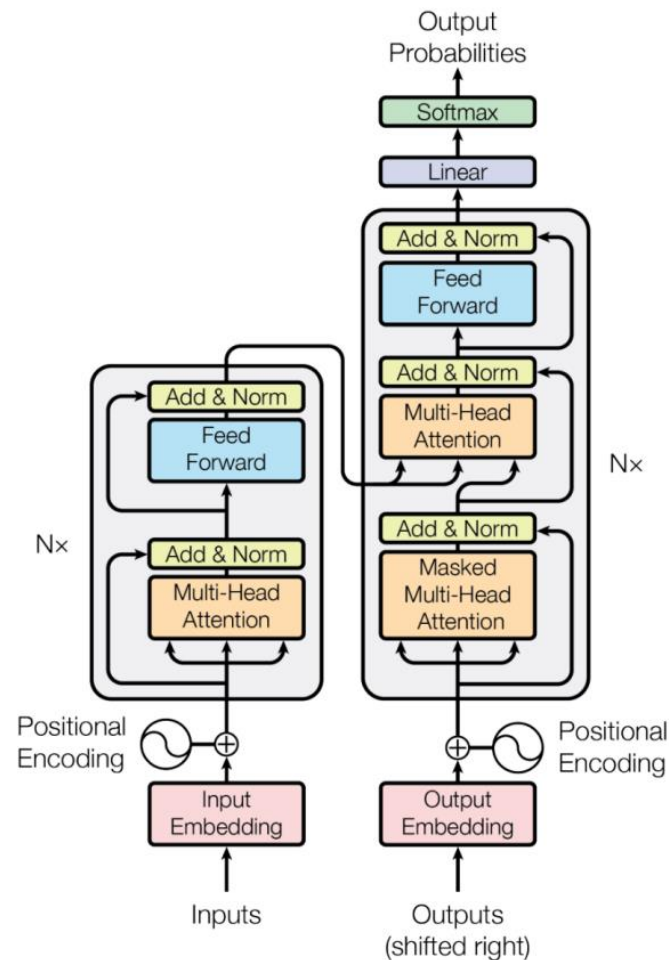 Output
Probabilities
Softmax
Linear
Add & Norm
Feed
Forward
Add & Norm
Multi-Head
Attention
Add & Norm
Masked
Multi-Head
Attention
Nx
Add & Norm
Feed
Forward
Add & Norm
Multi-Head
Attention
Nx
Positional
Encoding
Positional
Encoding
Input
Embedding
Output
Embedding
Inputs
Outputs
(shifted right)